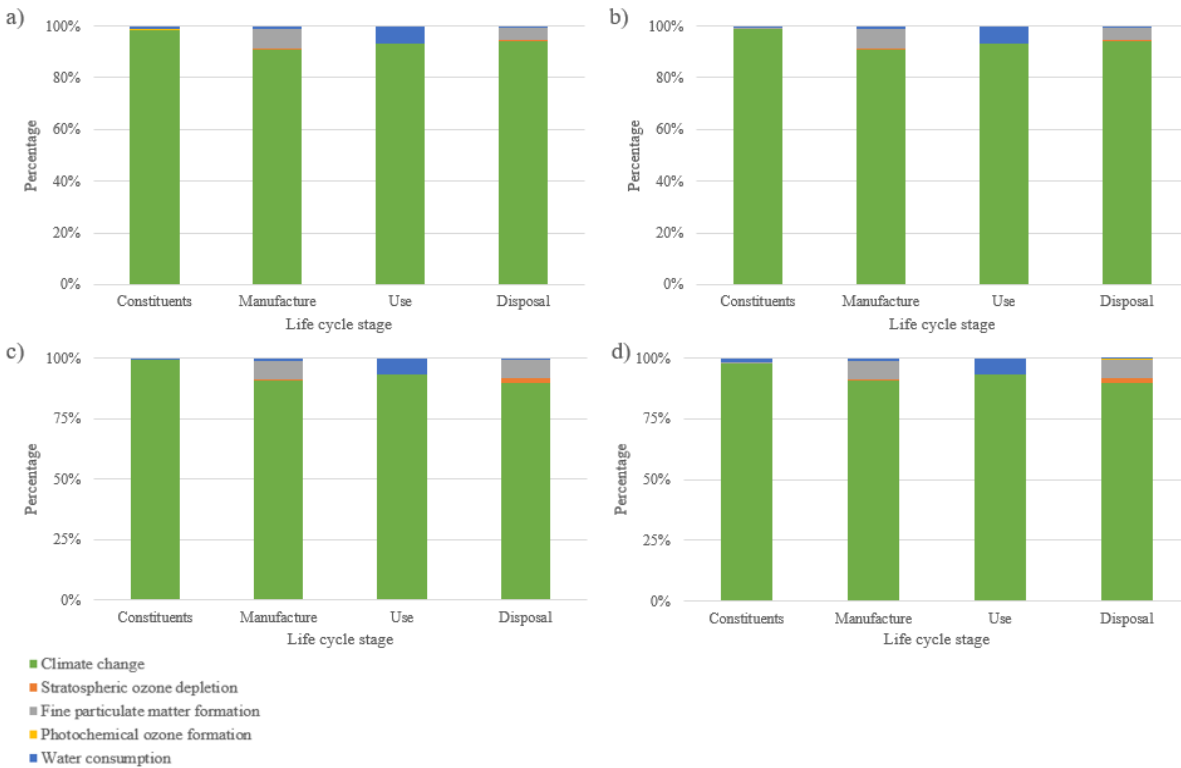 a)
100%
80%
60%
40%
20%
0%
Percentage
Constituents Manufacture Use Disposal
Life cycle stage
b)
100%
80%
60%
40%
20%
0%
Percentage
Constituents Manufacture Use Disposal
Life cycle stage
c)
100%
75%
50%
25%
0%
Percentage
Constituents Manufacture Use Disposal
Life cycle stage
d)
100%
75%
50%
25%
0%
Percentage
Constituents Manufacture Use Disposal
Life cycle stage
Climate change
Stratospheric ozone depletion
Fine particulate matter formation
Photochemical ozone formation
Water consumption